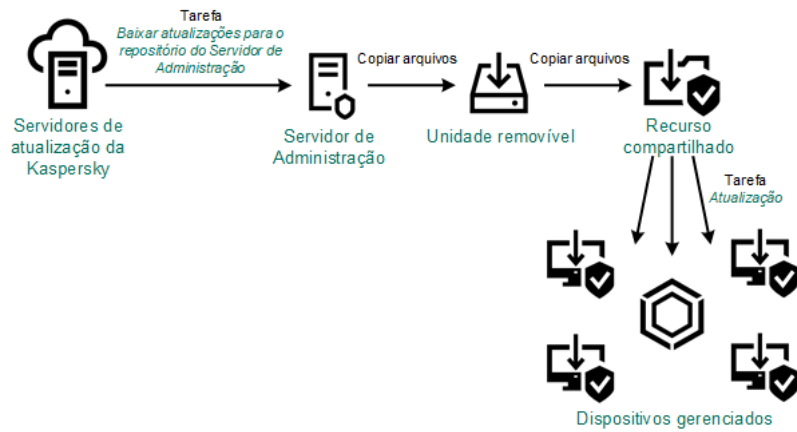 Tarefa
Baixar atualizações para o
repositório do Servidor de
Administração
Copiar arquivos
Copiar arquivos
Servidores de
atualização da
Kaspersky
Servidor de
Administração
Unidade removível
Recurso
compartilhado
Tarefa
Atualização
Dispositivos gerenciados